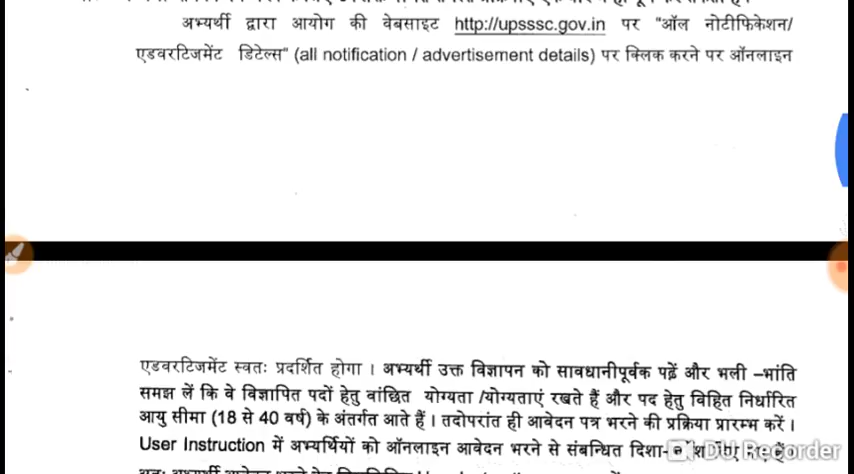 अभ्यर्थी द्वारा आयोग की वेबसाइट http://upsssc.gov.in पर "ऑल नोटीफिकेशन/
एडवरटिजमेंट डिटेल्स" (all notification / advertisement details) पर क्लिक करने पर ऑनलाइन
एडवरटिजमेंट स्वतः प्रदर्शित होगा । अभ्यर्थी उक्त विज्ञापन को सावधानीपूर्वक पढ़ें और भली –भांति
समझ लें कि वे विज्ञापित पदों हेतु वांछित योग्यता /योग्यताएं रखते हैं और पद हेतु विहित निर्धारित
आयु सीमा (18 से 40 वर्ष) के अंतर्गत आते हैं । तदोपरांत ही आवेदन पत्र भरने की प्रक्रिया प्रारम्भ करें ।
User Instruction में अभ्यर्थियों को ऑनलाइन आवेदन भरने से संबन्धित दिशा-
DU Recorder